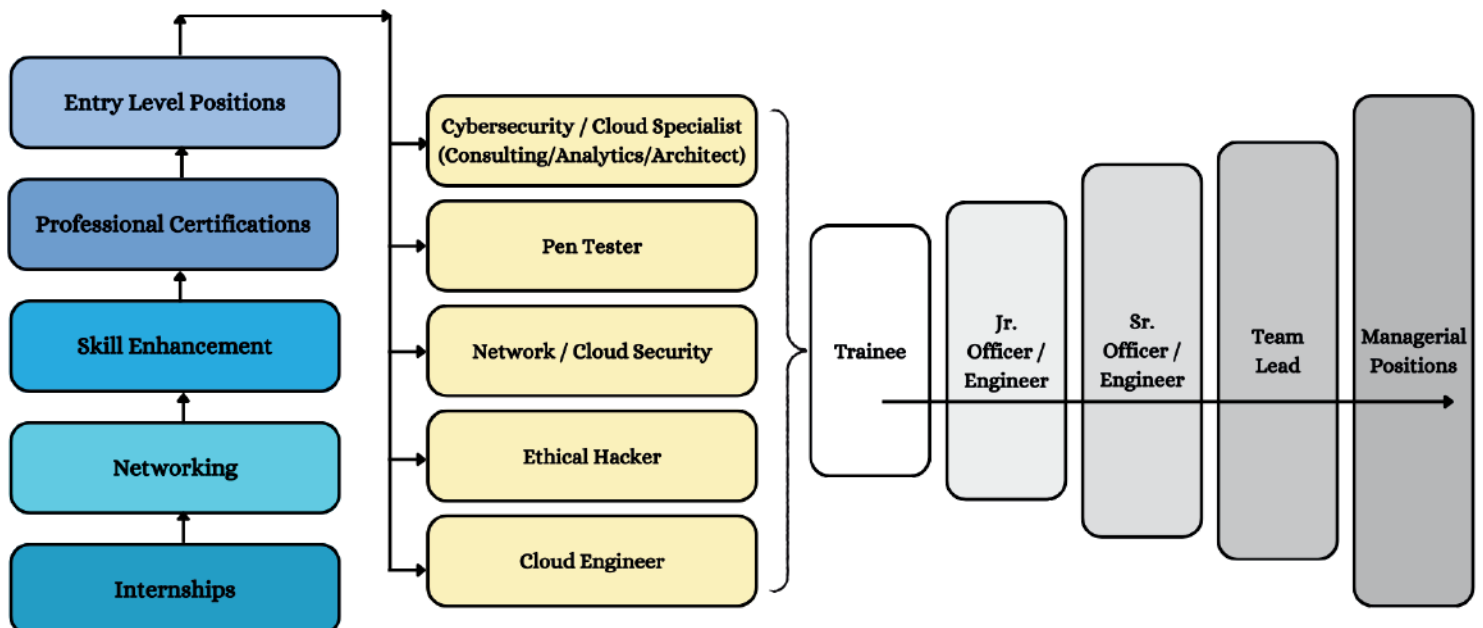 Entry Level Positions
Professional Certifications
Skill Enhancement
Networking
Internships
Cybersecurity / Cloud Specialist
(Consulting/Analytics/Architect)
Pen Tester
Network / Cloud Security
Ethical Hacker
Cloud Engineer
Trainee
Jr.
Officer /
Engineer
Sr.
Officer /
Engineer
Team
Lead
Managerial
Positions